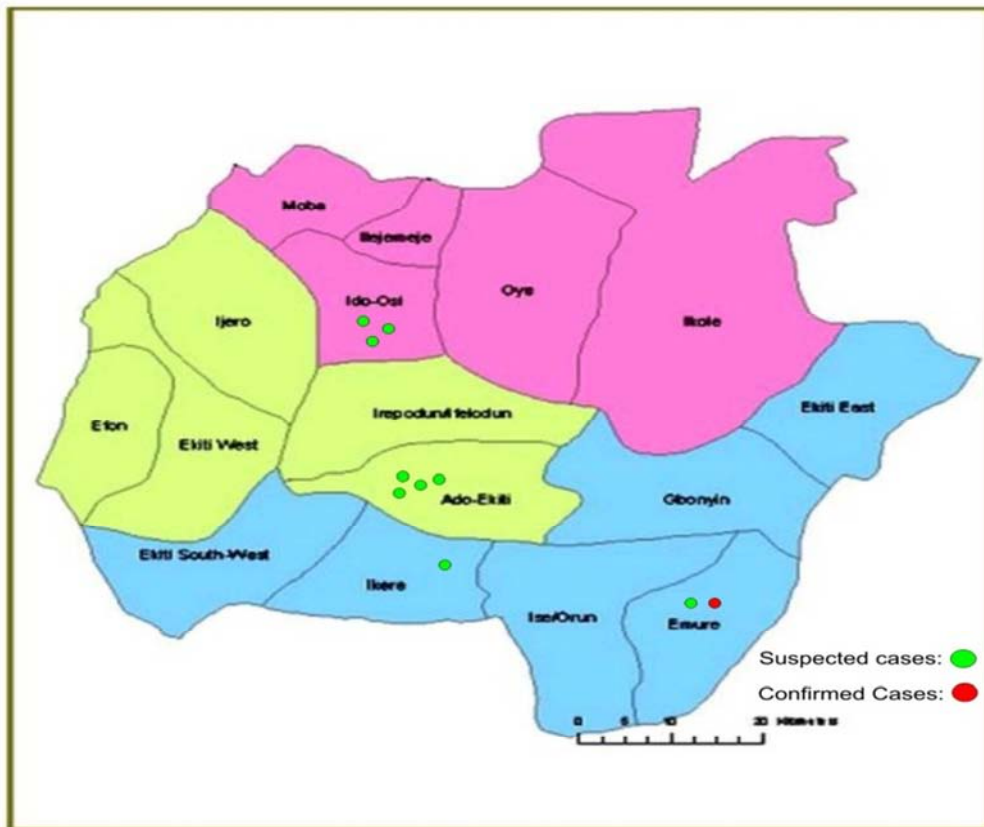 Moba
Ilejemeje
Ido-Osi
Oye
Ikole
Ijero
Efon
Ekiti West
Irepodun/Ifelodun
Ado-Ekiti
Ekiti East
Gbonyin
Ekiti South-West
Ikere
Ise/Orun
Emure
Suspected cases:
Confirmed Cases:
0 5 10 20 Kilometers